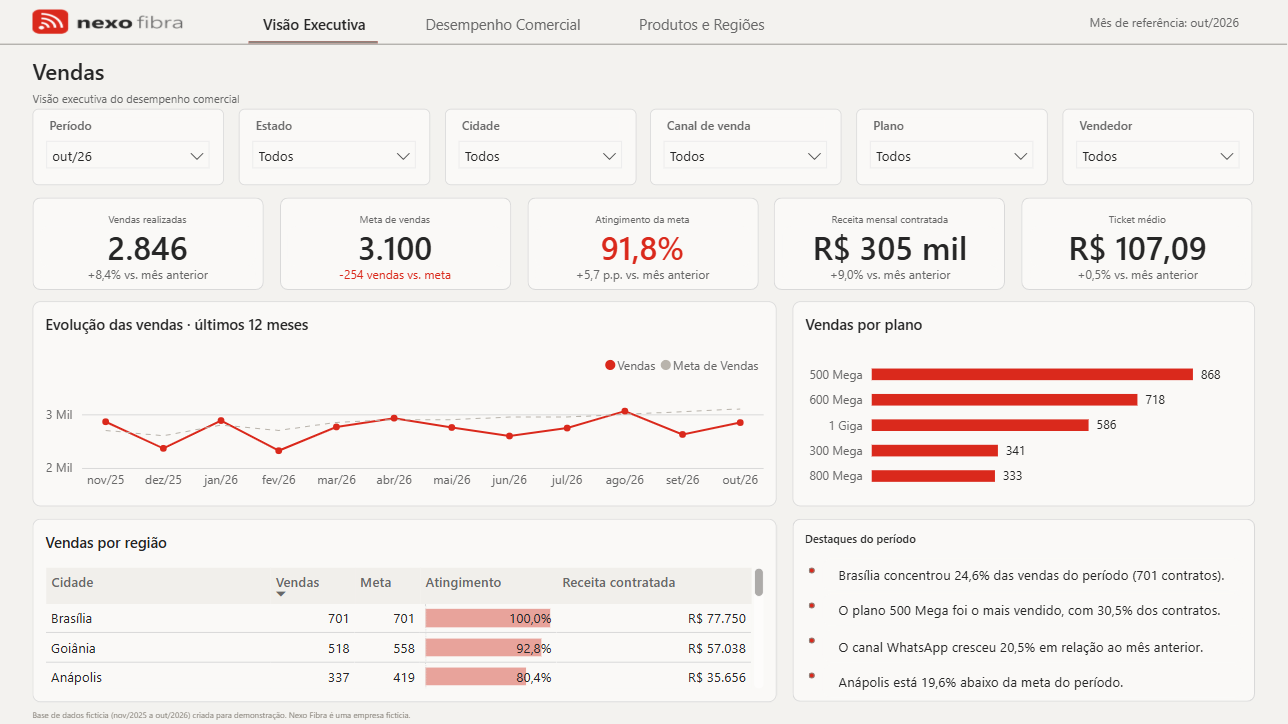 nexo fibra
Visão Executiva
Desempenho Comercial
Produtos e Regiões
Mês de referência: out/2026
Vendas
Visão executiva do desempenho comercial
Período
Estado
Cidade
Canal de venda
Plano
Vendedor
out/26
Todos
Todos
Todos
Todos
Todos
Vendas realizadas
2.846
+8,4% vs. mês anterior
Meta de vendas
3.100
-254 vendas vs. meta
Atingimento da meta
91,8%
+5,7 p.p. vs. mês anterior
Receita mensal contratada
R$ 305 mil
+9,0% vs. mês anterior
Ticket médio
R$ 107,09
+0,5% vs. mês anterior
Evolução das vendas · últimos 12 meses
Vendas
Meta de Vendas
3 Mil
2 Mil
nov/25
dez/25
jan/26
fev/26
mar/26
abr/26
mai/26
jun/26
jul/26
ago/26
set/26
out/26
Vendas por plano
500 Mega 868
600 Mega 718
1 Giga 586
300 Mega 341
800 Mega 333
Vendas por região
Cidade Vendas Meta Atingimento Receita contratada
Brasília 701 701 100,0% R$ 77.750
Goiânia 518 558 92,8% R$ 57.038
Anápolis 337 419 80,4% R$ 35.656
Destaques do período
Brasília concentrou 24,6% das vendas do período (701 contratos).
O plano 500 Mega foi o mais vendido, com 30,5% dos contratos.
O canal WhatsApp cresceu 20,5% em relação ao mês anterior.
Anápolis está 19,6% abaixo da meta do período.
Base de dados fictícia (nov/2025 a out/2026) criada para demonstração. Nexo Fibra é uma empresa fictícia.